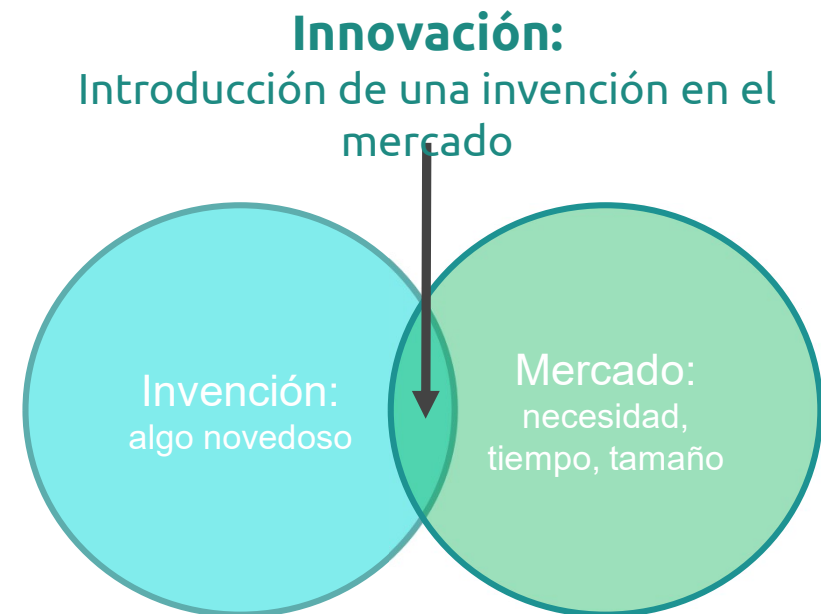 Innovación:
Introducción de una invención en el
mercado
Invención:
algo novedoso
Mercado:
necesidad,
tiempo, tamaño